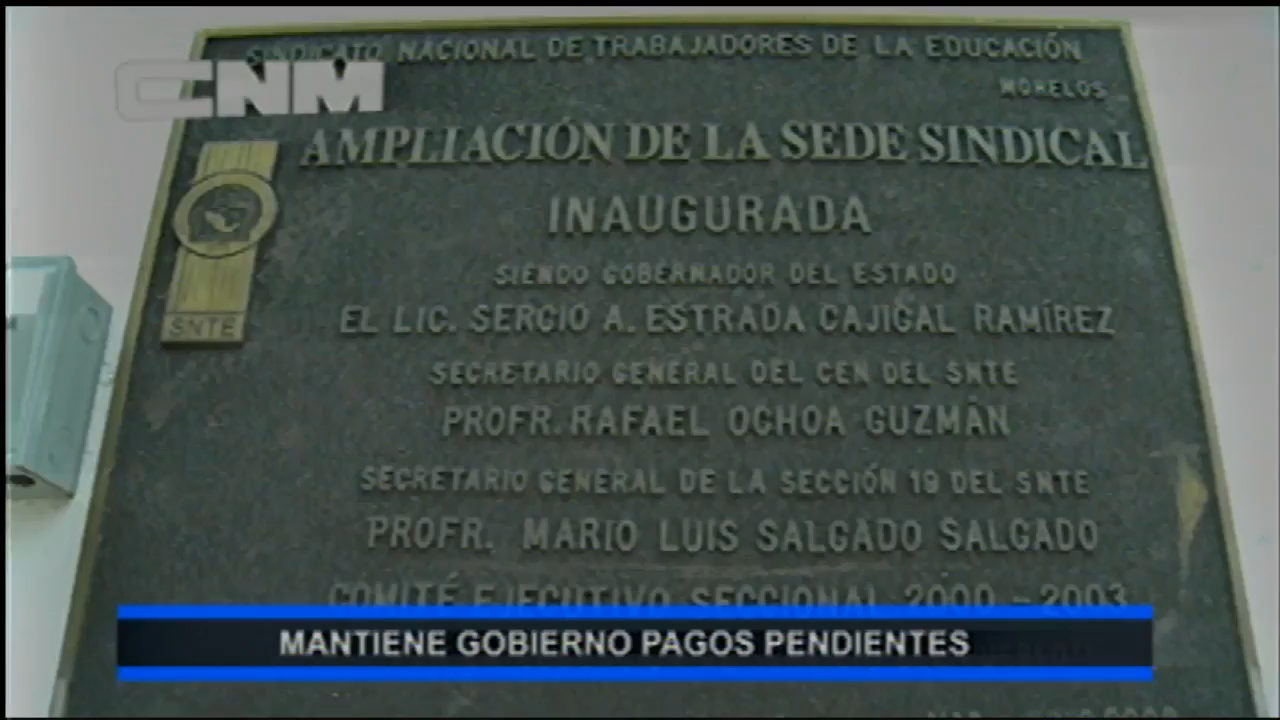 SINDICATO NACIONAL DE TRABAJADORES DE LA EDUCACIÓN
MORELOS
CNM
AMPLIACIÓN DE LA SEDE SINDICAL
INAUGURADA
SIENDO GOBERNADOR DEL ESTADO
SNTE
EL LIC. SERGIO A. ESTRADA CAJIGAL RAMÍREZ
SECRETARIO GENERAL DEL CEN DEL SNTE
PROFR. RAFAEL OCHOA GUZMÁN
SECRETARIO GENERAL DE LA SECCIÓN 19 DEL SNTE
PROFR. MARIO LUIS SALGADO SALGADO
COMITÉ EJECUTIVO SECCIONAL 2000 - 2003
MANTIENE GOBIERNO PAGOS PENDIENTES